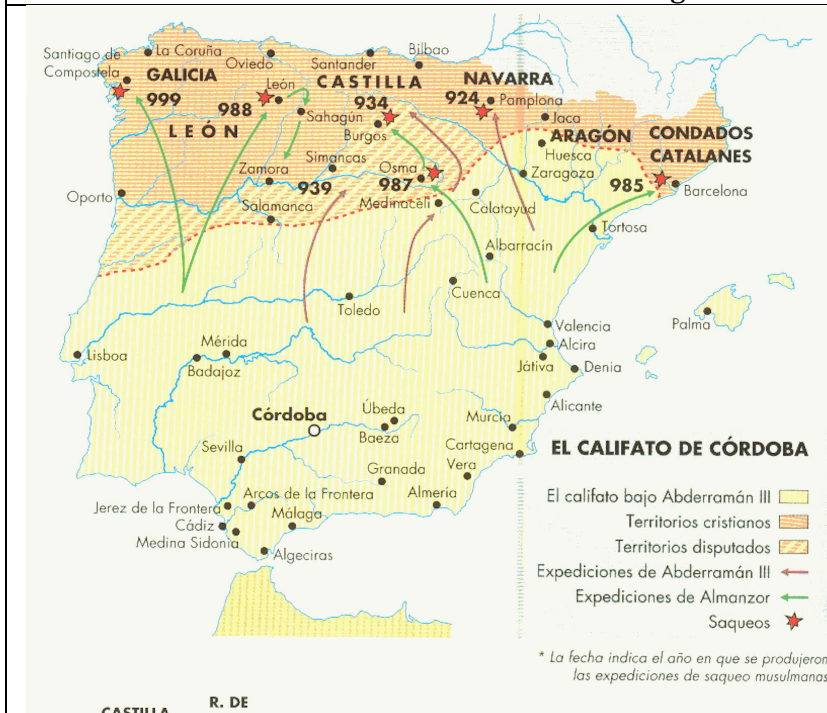 La Coruña
Santiago de
Compostela
GALICIA
999
Oviedo
Santander
Bilbao
León
988
LEÓN
Sahagún
CASTILLA
934
Burgos
NAVARRA
924
Pamplona
Jaca
ARAGÓN
CONDADOS
CATALANES
Huesca
Zaragoza
985
Barcelona
Simancas
Zamora
939
Osma
987
Oporto
Salamanca
Medinaceli
Calatayud
Tortosa
Albarracín
Cuenca
Toledo
Palma
Valencia
Alcira
Játiva
Denia
Alicante
Lisboa
Mérida
Badajoz
Córdoba
Úbeda
Baeza
Murcia
Cartagena
Sevilla
Granada
Vera
Almería
Jerez de la Frontera
Arcos de la Frontera
Cádiz
Málaga
Medina Sidonia
Algeciras
EL CALIFATO DE CÓRDOBA
El califato bajo Abderramán III
Territorios cristianos
Territorios disputados
Expediciones de Abderramán III
Expediciones de Almanzor
Saqueos
* La fecha indica el año en que se produjeron
las expediciones de saqueo musulmanas
R. DE
CASTILLA